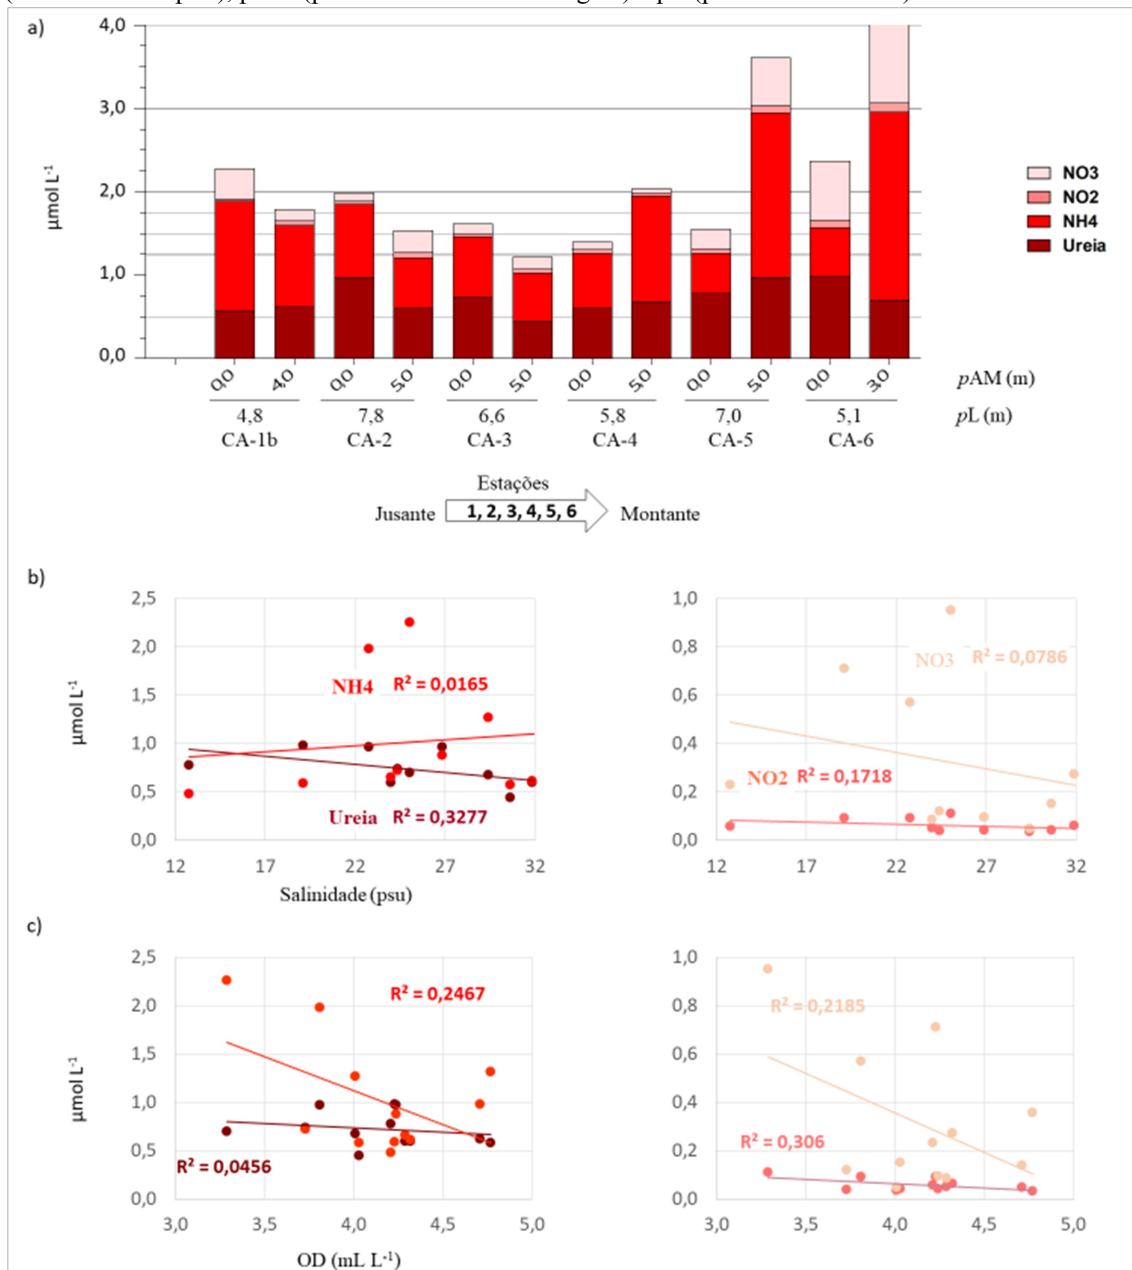 a)
4,0
3,0
2,0
1,0
0,0
µmol L-1
NO3
NO2
NH4
Ureia
0,0 4,0 0,0 5,0 0,0 5,0 0,0 5,0 0,0 5,0 0,0 3,0 pAM (m)
4,8 7,8 6,6 5,8 7,0 5,1 pL (m)
CA-1b CA-2 CA-3 CA-4 CA-5 CA-6
Estações
Jusante 1, 2, 3, 4, 5, 6 Montante
b)
2,5
2,0
1,5
1,0
0,5
0,0
µmol L-1
NH4 R² = 0,0165
Ureia R² = 0,3277
12 17 22 27 32
Salinidade (psu)
1,0
0,8
0,6
0,4
0,2
0,0
NO3 R² = 0,0786
NO2 R² = 0,1718
12 17 22 27 32
c)
2,5
2,0
1,5
1,0
0,5
0,0
µmol L-1
R² = 0,2467
R² = 0,0456
3,0 3,5 4,0 4,5 5,0
OD (mL L-1)
1,0
0,8
0,6
0,4
0,2
0,0
R² = 0,2185
R² = 0,306
3,0 3,5 4,0 4,5 5,0